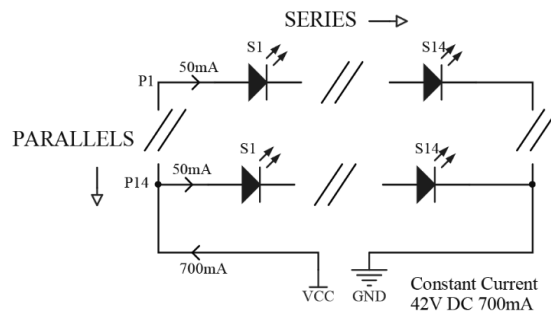 SERIES
S1
S14
P1
50mA
PARALLELS
S1
S14
P14
50mA
700mA
VCC
GND
Constant Current
42V DC 700mA